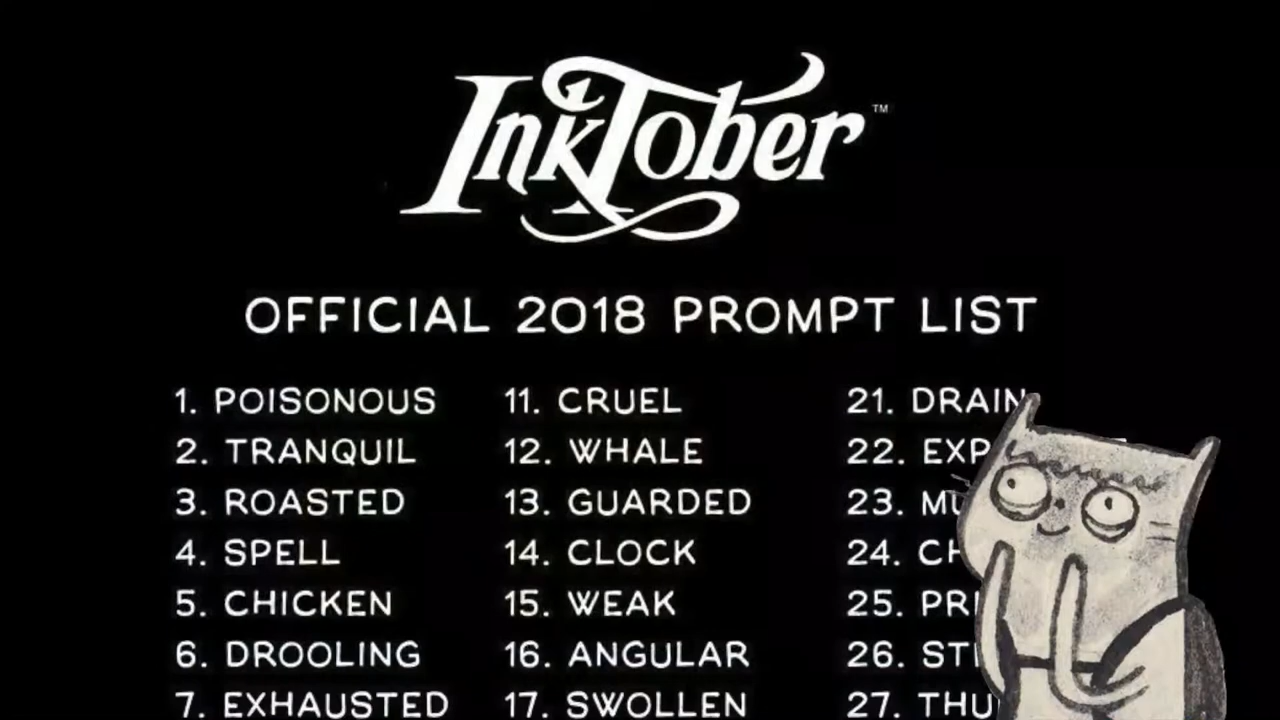 InkTober™
OFFICIAL 2018 PROMPT LIST
1. POISONOUS
2. TRANQUIL
3. ROASTED
4. SPELL
5. CHICKEN
6. DROOLING
7. EXHAUSTED
11. CRUEL
12. WHALE
13. GUARDED
14. CLOCK
15. WEAK
16. ANGULAR
17. SWOLLEN
21. DRAIN
22.
23.
24.
25.
26.
27.